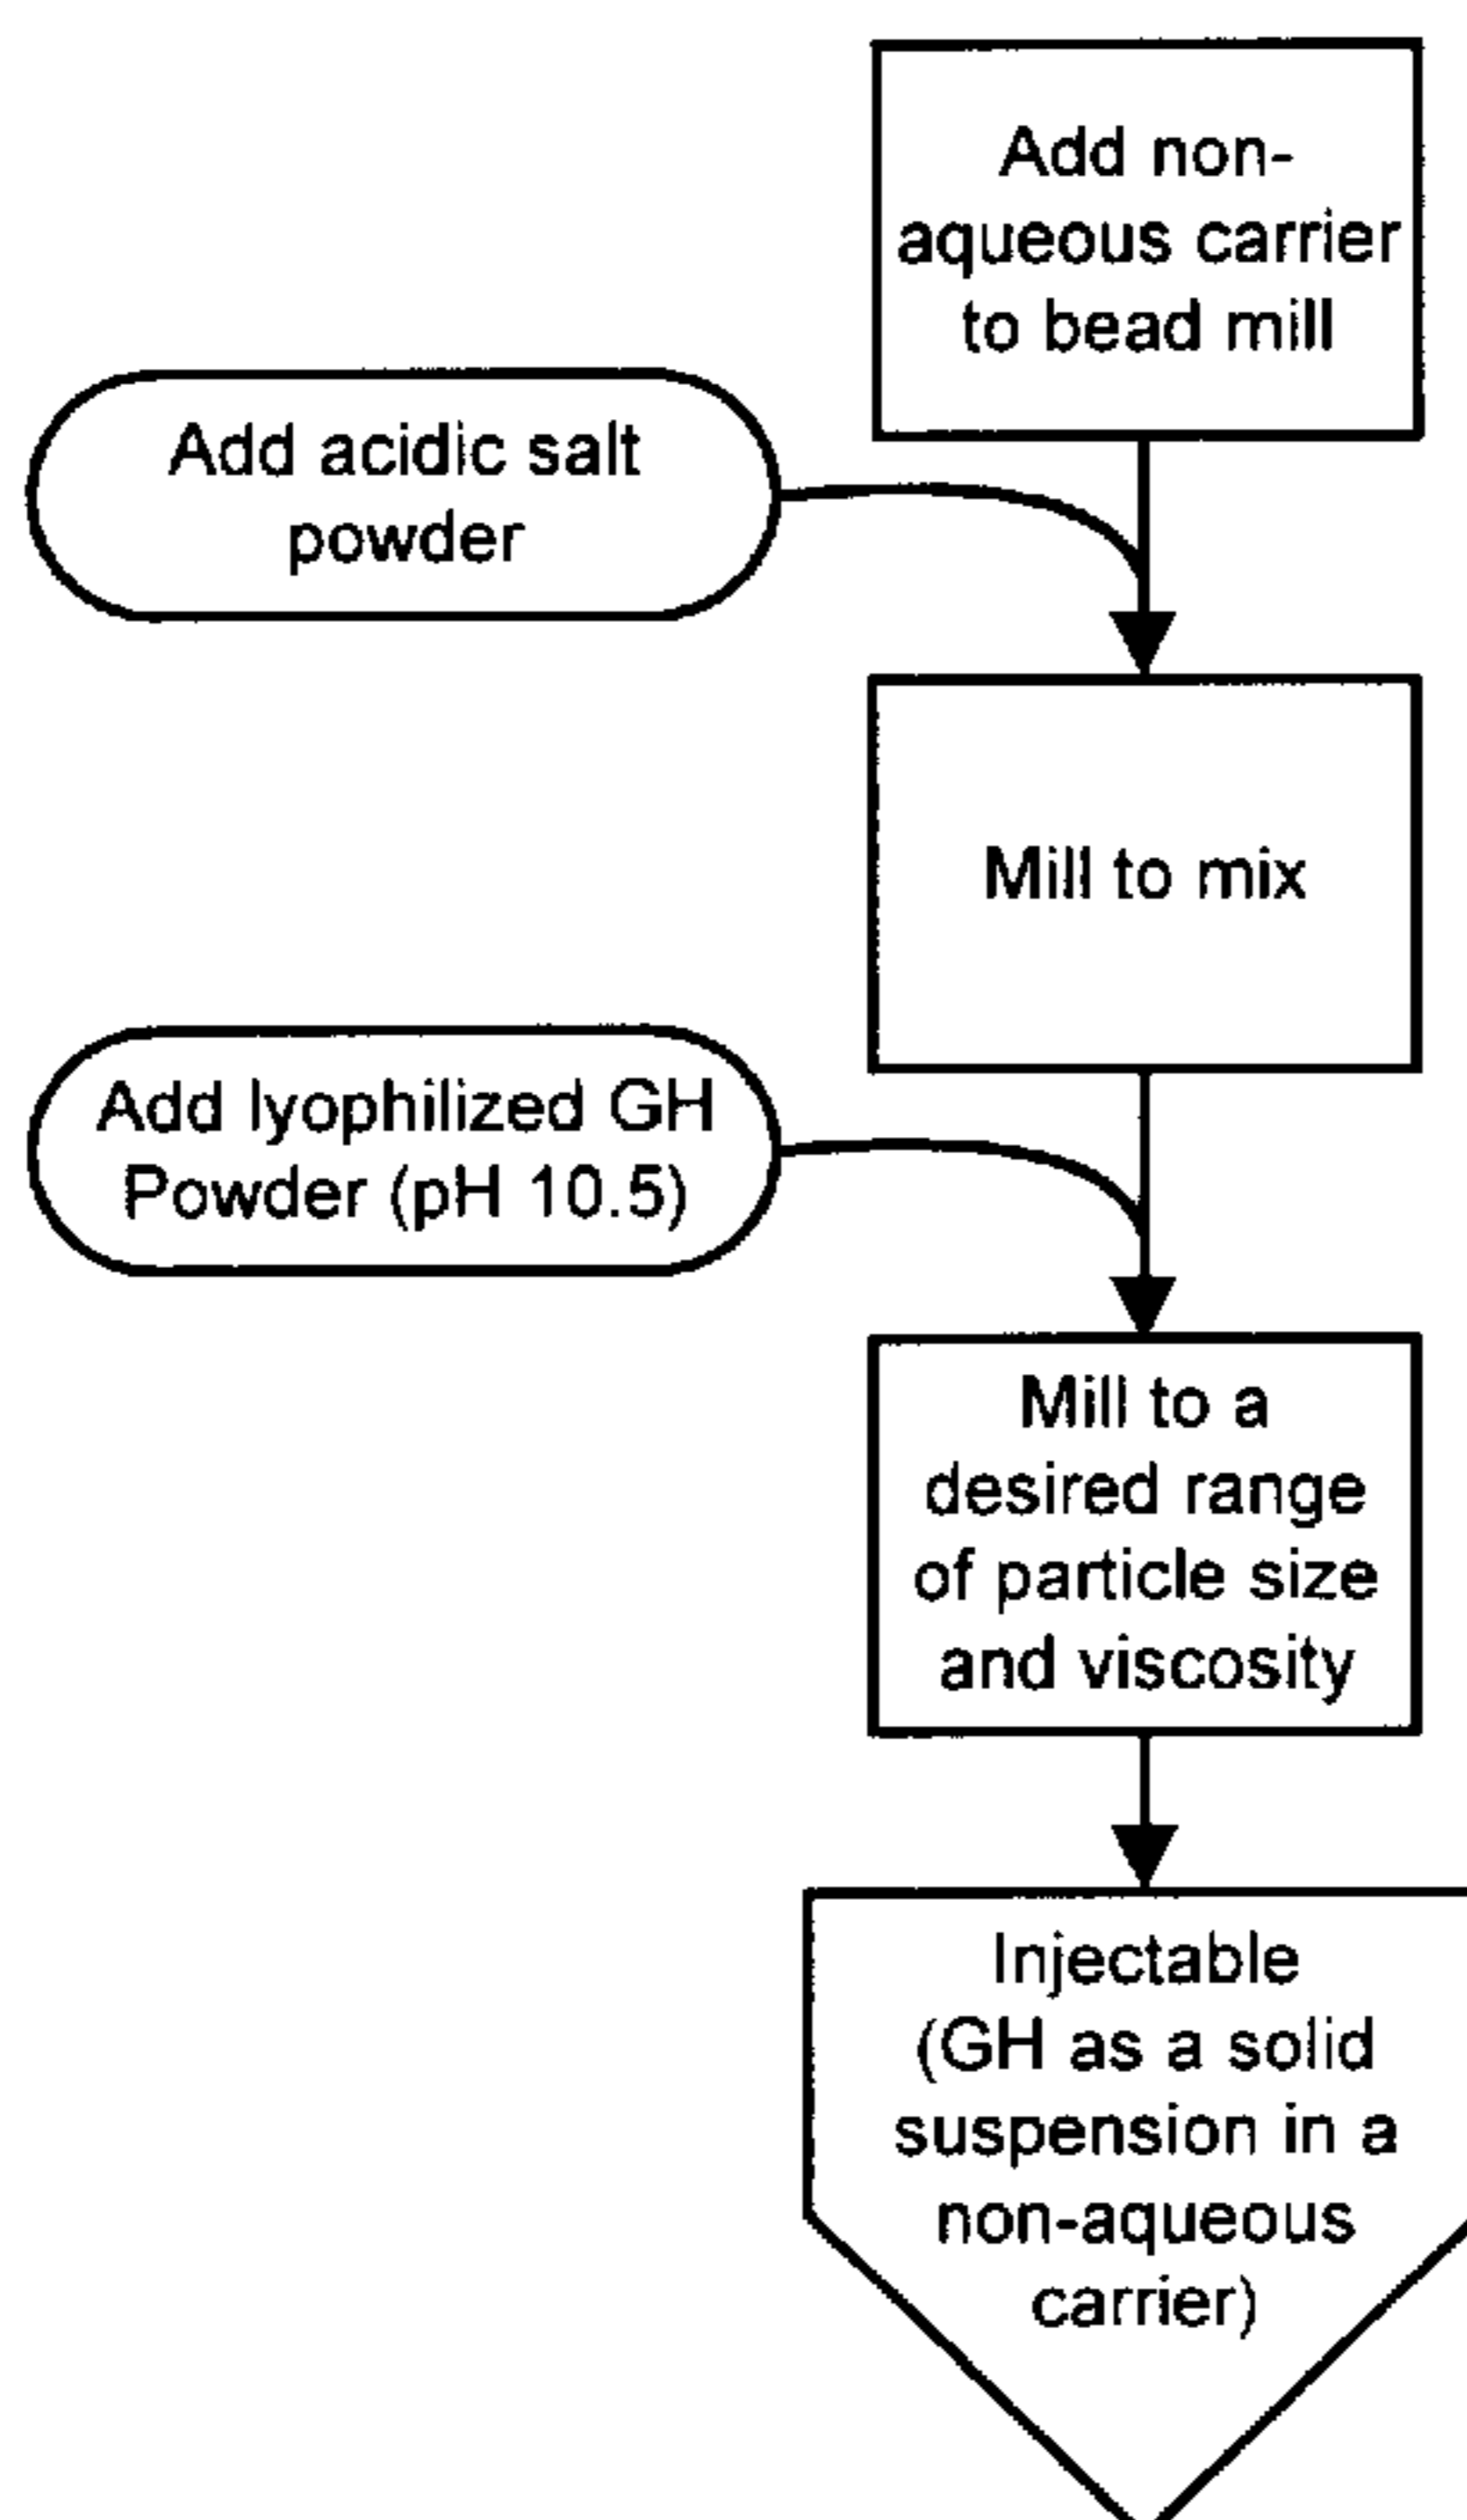 Add non-
aqueous carrier
to bead mill
Add acidic salt
powder
Mill to mix
Add lyophilized GH
Powder (pH 10.5)
Mill to a
desired range
of particle size
and viscosity
Injectable
(GH as a solid
suspension in a
non-aqueous
carrier)